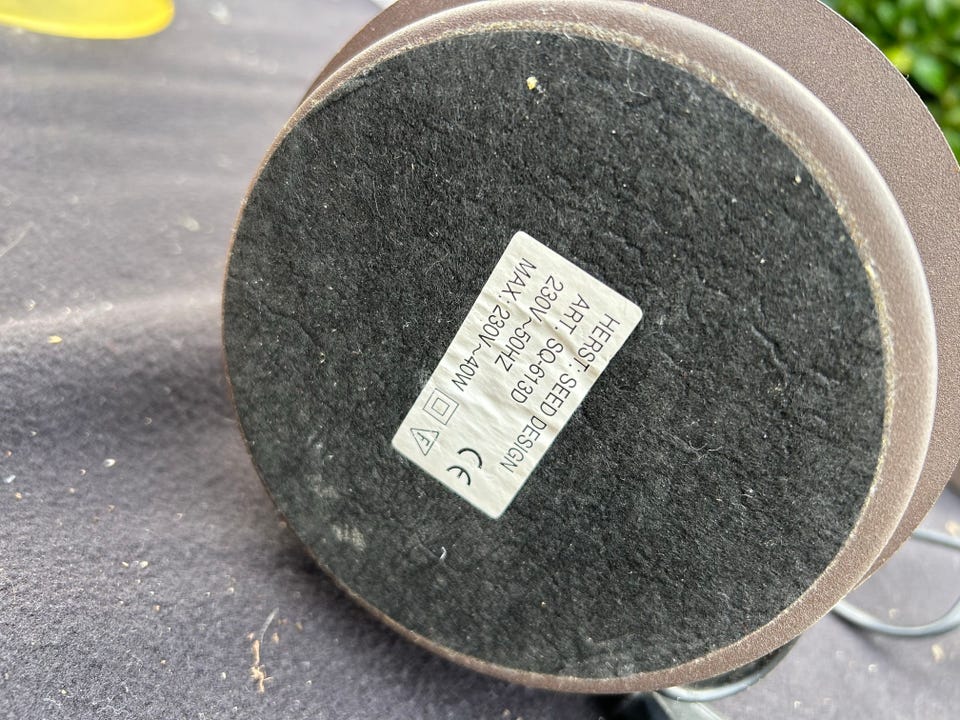 HERST: SEED DESIGN
ART: SQ-613D
230V~50HZ
MAX: 230V~40W
F
CE